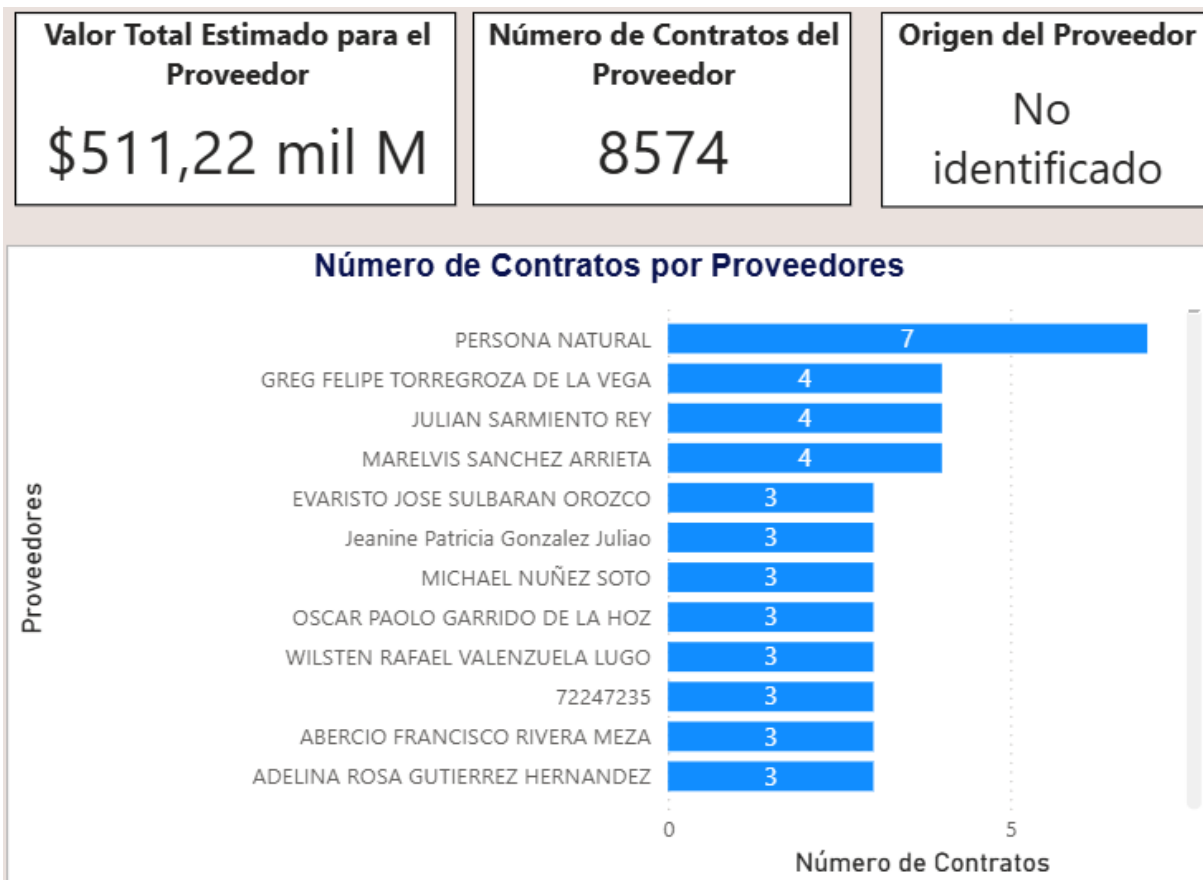 Valor Total Estimado para el
Proveedor
$511,22 mil M
Número de Contratos del
Proveedor
8574
Origen del Proveedor
No
identificado
Número de Contratos por Proveedores
Proveedores
PERSONA NATURAL 7
GREG FELIPE TORREGROZA DE LA VEGA 4
JULIAN SARMIENTO REY 4
MARELVIS SANCHEZ ARRIETA 4
EVARISTO JOSE SULBARAN OROZCO 3
Jeanine Patricia Gonzalez Juliao 3
MICHAEL NUÑEZ SOTO 3
OSCAR PAOLO GARRIDO DE LA HOZ 3
WILSTEN RAFAEL VALENZUELA LUGO 3
72247235 3
ABERCIO FRANCISCO RIVERA MEZA 3
ADELINA ROSA GUTIERREZ HERNANDEZ 3
0 5
Número de Contratos